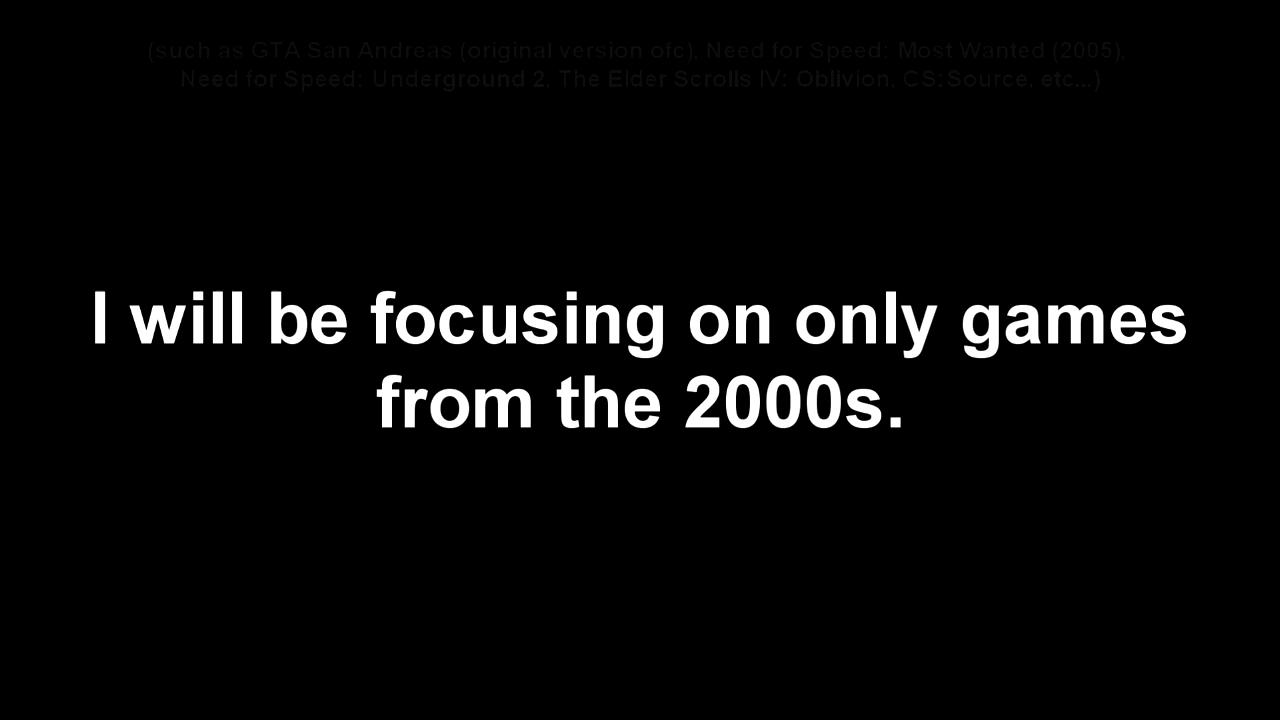 (such as GTA San Andreas (original version ofc), Need for Speed: Most Wanted (2005),
Need for Speed: Underground 2, The Elder Scrolls IV: Oblivion, CS:Source, etc...)
I will be focusing on only games
from the 2000s.